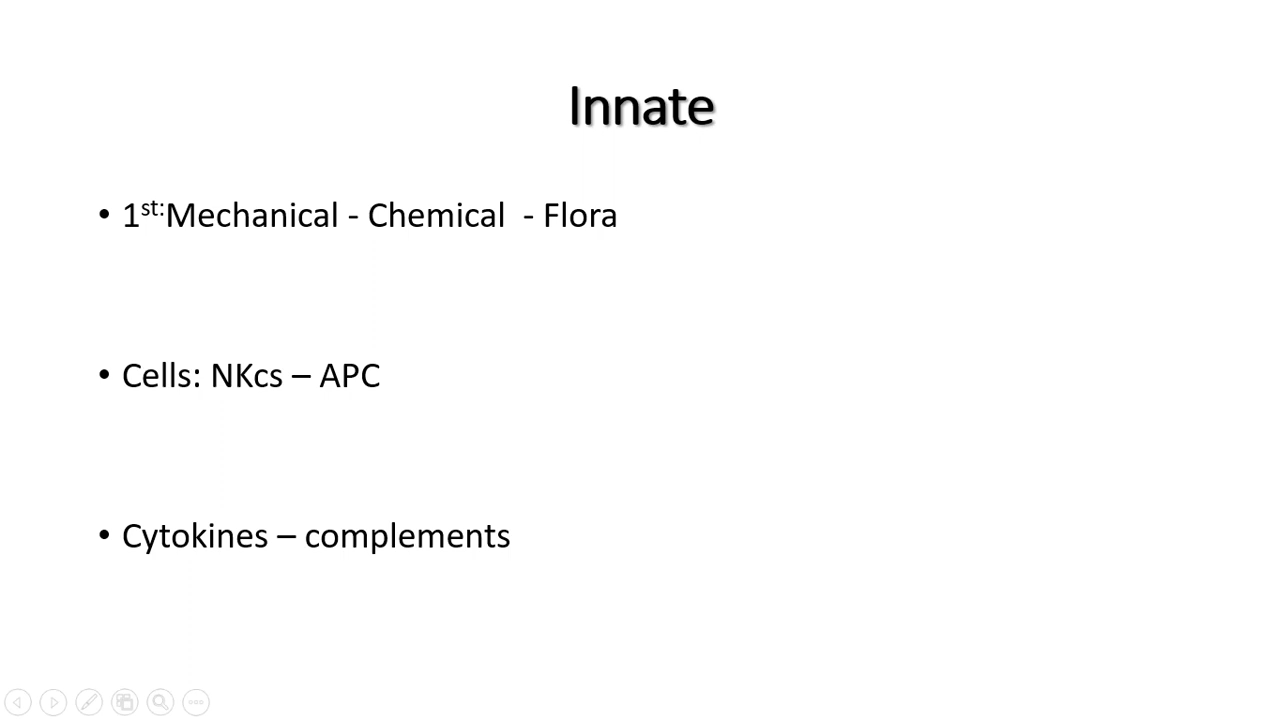 Innate
• 1st:Mechanical - Chemical - Flora
• Cells: NKcs – APC
• Cytokines – complements